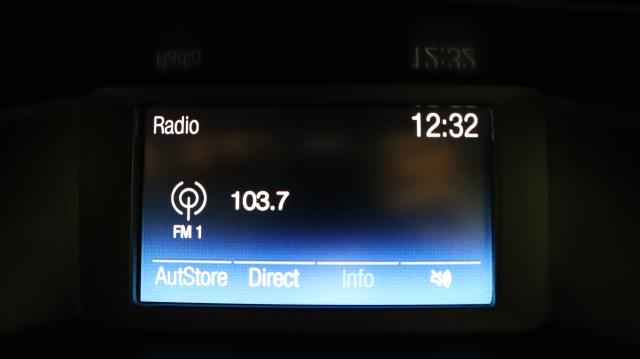 Radio 12:32
103.7
FM 1
AutStore Direct Info